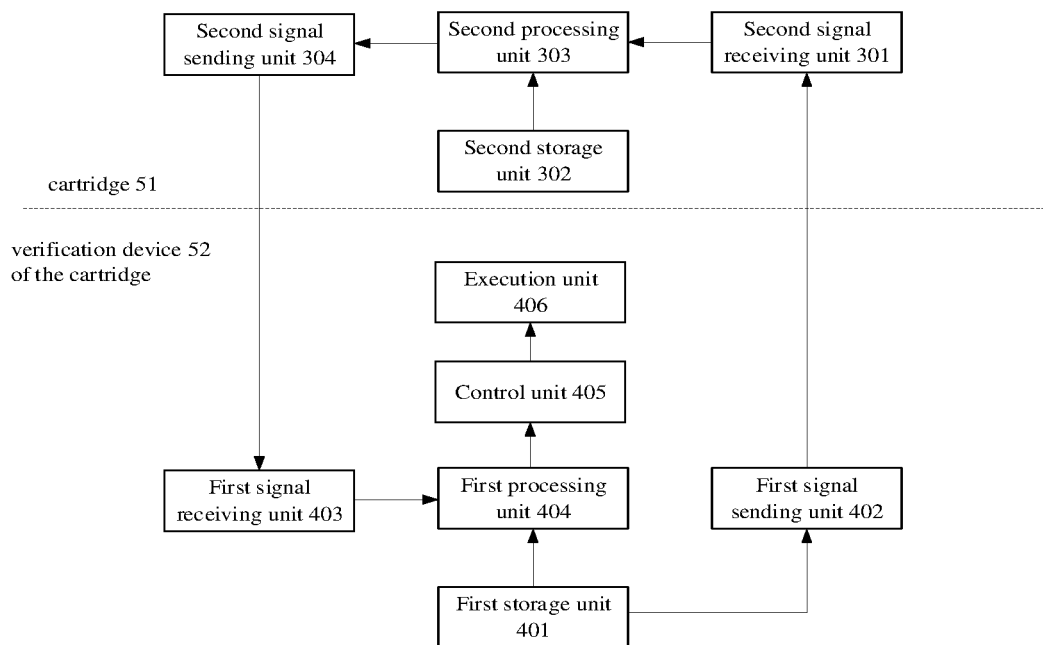 Second signal
sending unit 304
Second processing
unit 303
Second signal
receiving unit 301
Second storage
unit 302
cartridge 51
verification device 52
of the cartridge
Execution unit
406
Control unit 405
First signal
receiving unit 403
First processing
unit 404
First signal
sending unit 402
First storage unit
401